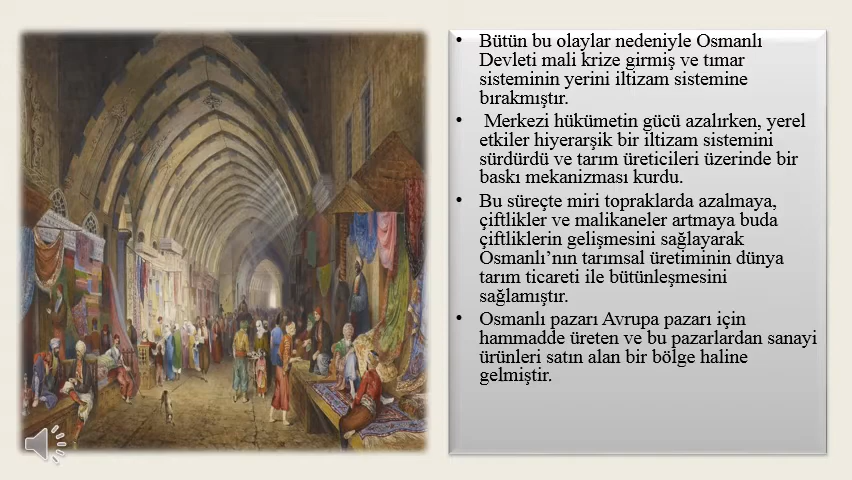 • Bütün bu olaylar nedeniyle Osmanlı
Devleti mali krize girmiş ve tımar
sisteminin yerini iltizam sistemine
bırakmıştır.
• Merkezi hükümetin gücü azalırken, yerel
etkiler hiyerarşik bir iltizam sistemini
sürdürdü ve tarım üreticileri üzerinde bir
baskı mekanizması kurdu.
• Bu süreçte miri topraklarda azalmaya,
çiftlikler ve malikaneler artmaya buda
çiftliklerin gelişmesini sağlayarak
Osmanlı’nın tarımsal üretiminin dünya
tarım ticareti ile bütünleşmesini
sağlamıştır.
• Osmanlı pazarı Avrupa pazarı için
hammadde üreten ve bu pazarlardan sanayi
ürünleri satın alan bir bölge haline
gelmiştir.